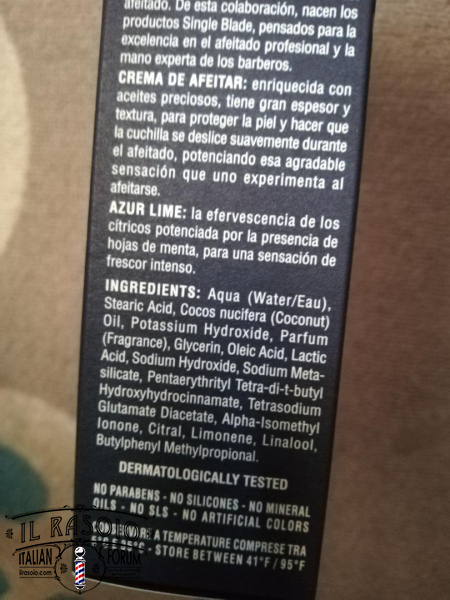 afeitado. De esta colaboración, nacen los
productos Single Blade, pensados para la
excelencia en el afeitado profesional y la
mano experta de los barberos.
CREMA DE AFEITAR: enriquecida con
aceites preciosos, tiene gran espesor y
textura, para proteger la piel y hacer que
la cuchilla se deslice suavemente durante
el afeitado, potenciando esa agradable
sensación que uno experimenta al
afeitarse.
AZUR LIME: la efervescencia de los
cítricos potenciada por la presencia de
hojas de menta, para una sensación de
frescor intenso.
INGREDIENTS: Aqua (Water/Eau),
Stearic Acid, Cocos nucifera (Coconut)
Oil, Potassium Hydroxide, Parfum
(Fragrance), Glycerin, Oleic Acid, Lactic
Acid, Sodium Hydroxide, Sodium Meta-
silicate, Pentaerythrityl Tetra-di-t-butyl
Hydroxyhydrocinnamate, Tetrasodium
Glutamate Diacetate, Alpha-Isomethyl
Ionone, Citral, Limonene, Linalool,
Butylphenyl Methylpropional.
DERMATOLOGICALLY TESTED
NO PARABENS - NO SILICONES - NO MINERAL
OILS - NO SLS - NO ARTIFICIAL COLORS
A TEMPERATURE COMPRESE TRA
- STORE BETWEEN 41°F / 95°F
IL RASOIO
ITALIAN FORUM
ilrasoio.com